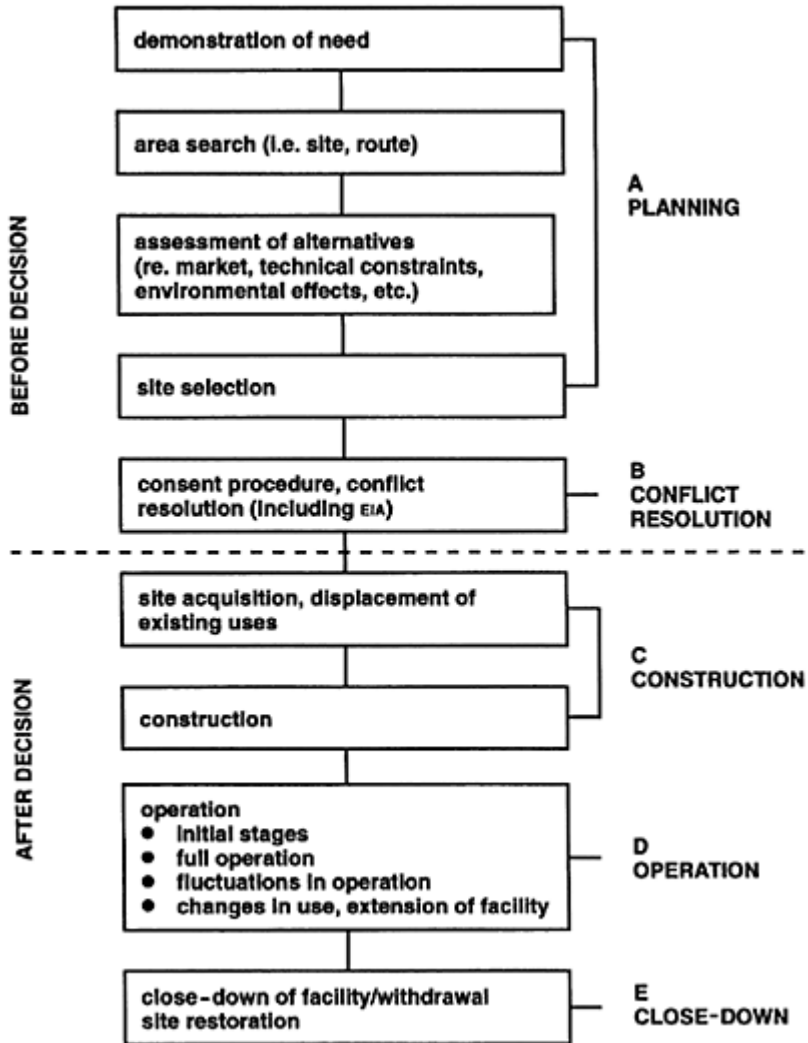 demonstration of need
area search (i.e. site, route)
A
PLANNING
assessment of alternatives
(re. market, technical constraints,
environmental effects, etc.)
site selection
BEFORE DECISION
consent procedure, conflict
resolution (including EIA)
B
CONFLICT
RESOLUTION
site acquisition, displacement of
existing uses
C
CONSTRUCTION
construction
AFTER DECISION
operation
● initial stages
● full operation
● fluctuations in operation
● changes in use, extension of facility
D
OPERATION
close-down of facility/withdrawal
site restoration
E
CLOSE-DOWN